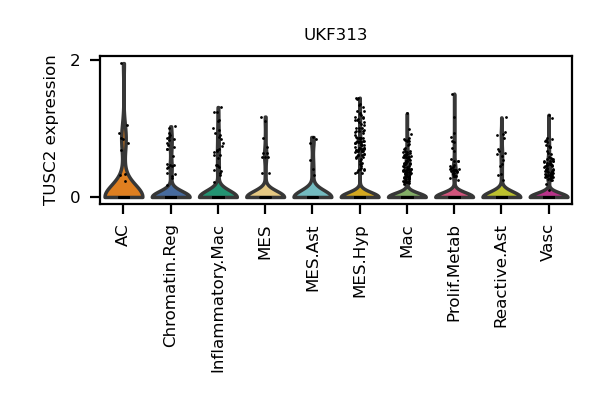 UKF313
TUSC2 expression
2
0
AC
Chromatin.Reg
Inflammatory.Mac
MES
MES.Ast
MES.Hyp
Mac
Prolif.Metab
Reactive.Ast
Vasc